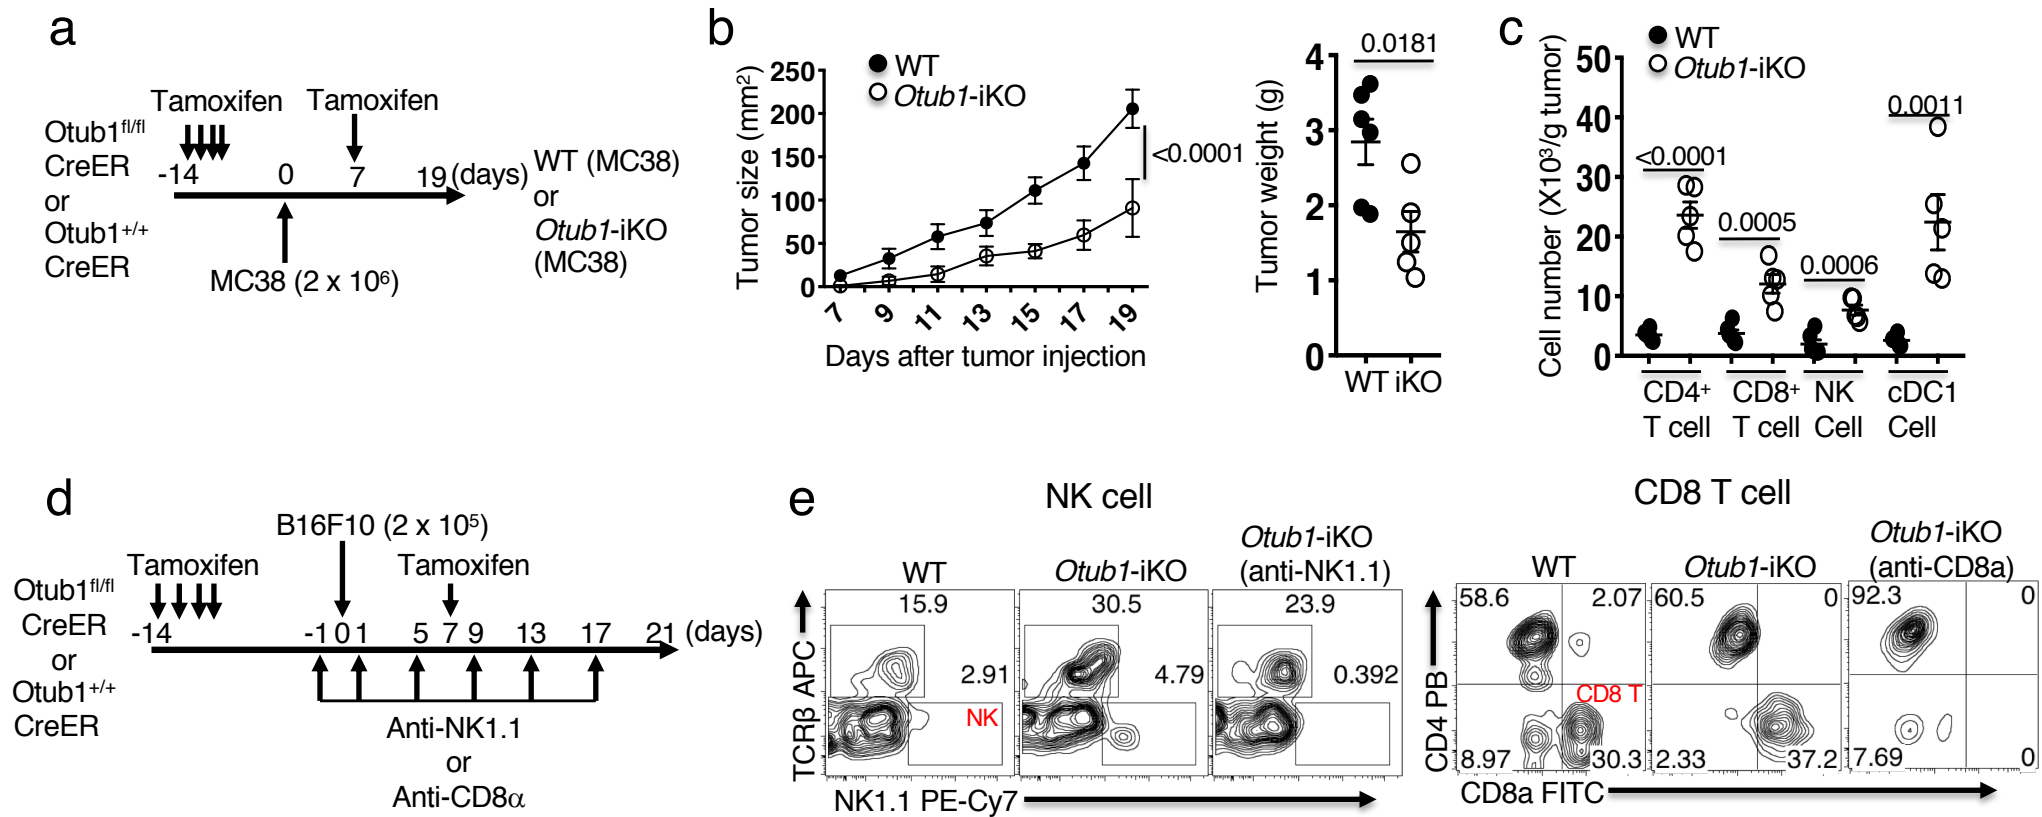 a
Tamoxifen Tamoxifen
Otub1fl/fl
CreER
or
Otub1+/+
CreER
-14 0 7 19 (days)
MC38 (2 x 10⁶)
WT (MC38)
or
Otub1-iKO
(MC38)
b
WT
Otub1-iKO
Tumor size (mm²)
250
200
150
100
50
0
<0.0001
7 9 11 13 15 17 19
Days after tumor injection
Tumor weight (g)
0.0181
4
3
2
1
0
WT iKO
c
WT
Otub1-iKO
Cell number (X10³/g tumor)
50
40
30
20
10
0
<0.0001
0.0005
0.0006
0.0011
CD4⁺ CD8⁺ NK cDC1
T cell T cell Cell Cell
d
B16F10 (2 x 10⁵)
Tamoxifen Tamoxifen
Otub1fl/fl
CreER
or
Otub1+/+
CreER
-14 -1 0 1 5 7 9 13 17 21 (days)
Anti-NK1.1
or
Anti-CD8α
e
NK cell
WT
Otub1-iKO
Otub1-iKO
(anti-NK1.1)
15.9 30.5 23.9
2.91 4.79 0.392
NK
TCRβ APC
NK1.1 PE-Cy7
CD8 T cell
WT
Otub1-iKO
Otub1-iKO
(anti-CD8a)
58.6 2.07 60.5 0 92.3 0
CD8 T
8.97 30.3 2.33 37.2 7.69 0
CD4 PB
CD8a FITC